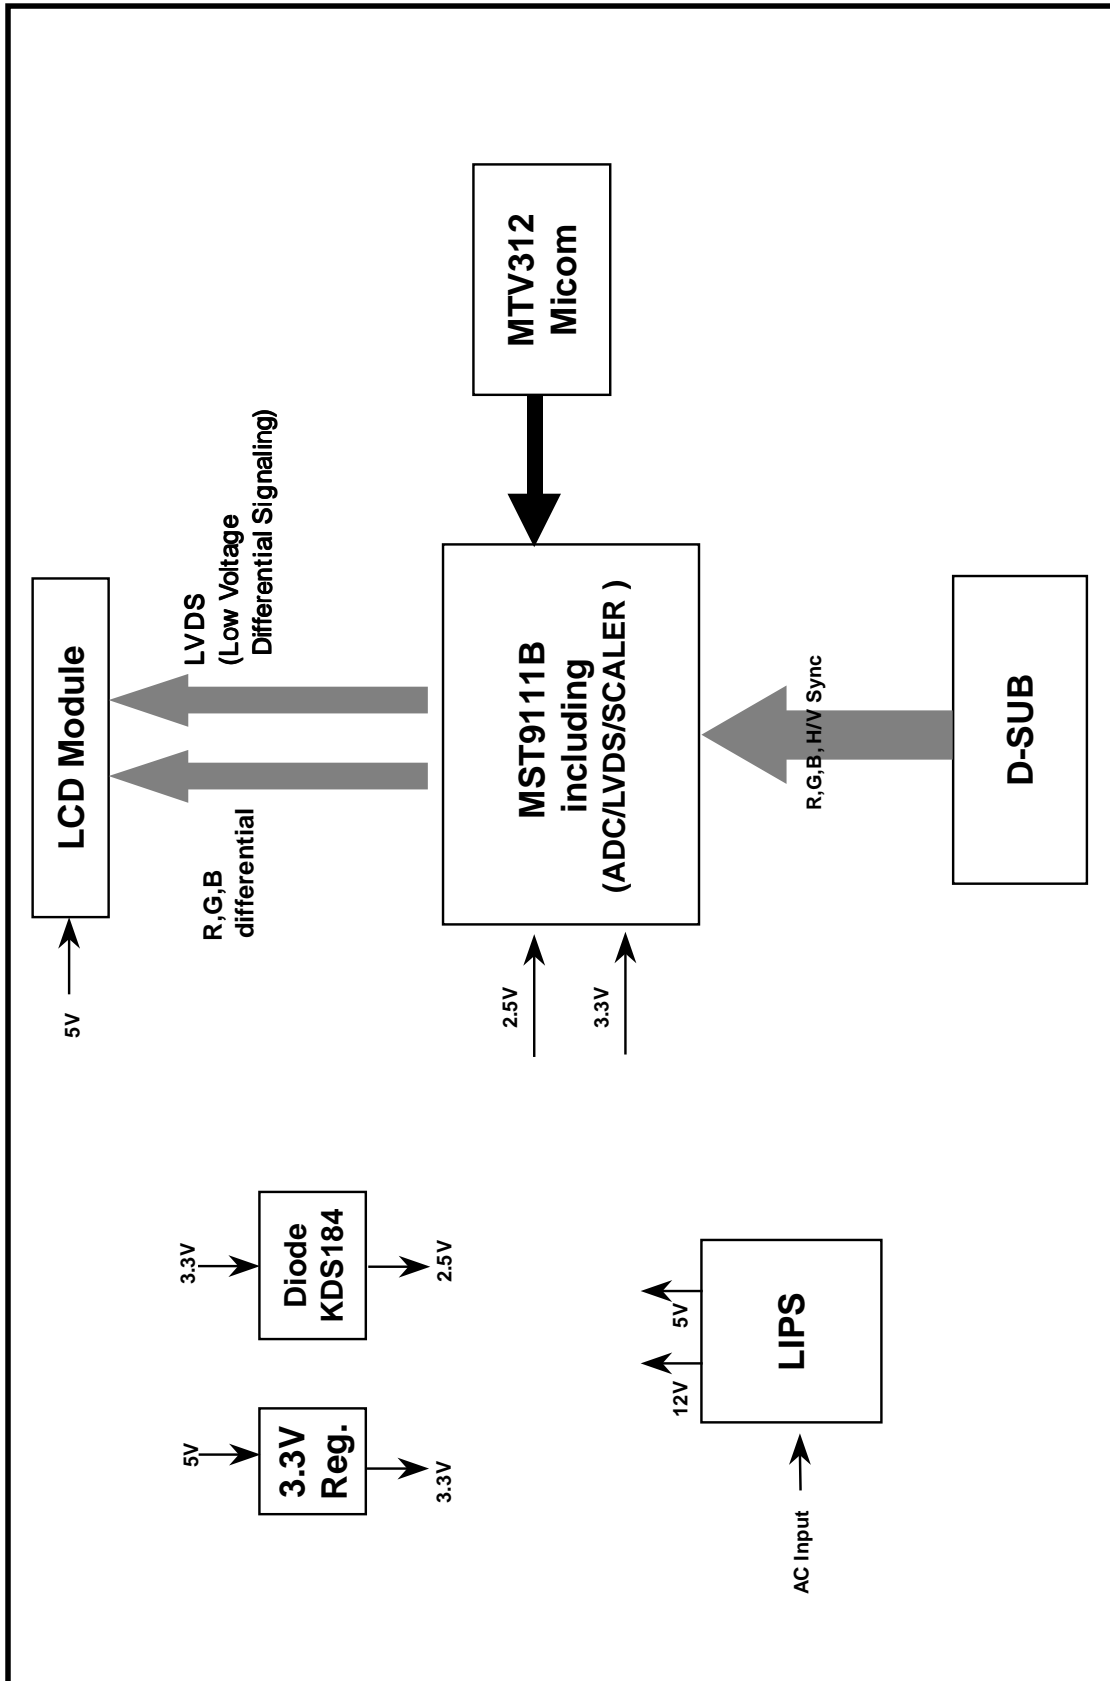 AC Input
LIPS
12V
5V
5V
3.3V
Reg.
3.3V
3.3V
Diode
KDS184
2.5V
5V
LCD Module
R,G,B
differential
LVDS
(Low Voltage
Differential Signaling)
2.5V
3.3V
MST9111B
including
(ADC/LVDS/SCALER )
MTV312
Micom
R,G,B, H/V Sync
D-SUB